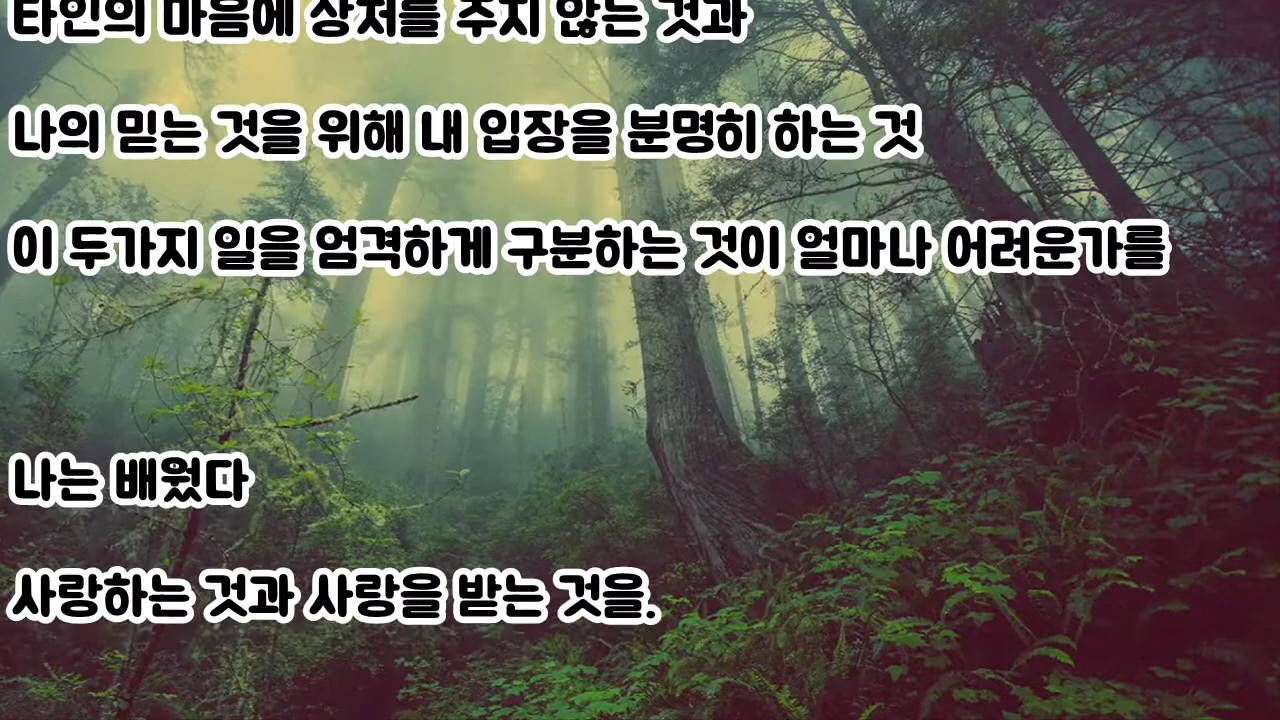 타인의 마음에 상처를 주지 않는 것과
나의 믿는 것을 위해 내 입장을 분명히 하는 것
이 두가지 일을 엄격하게 구분하는 것이 얼마나 어려운가를
나는 배웠다
사랑하는 것과 사랑을 받는 것을.